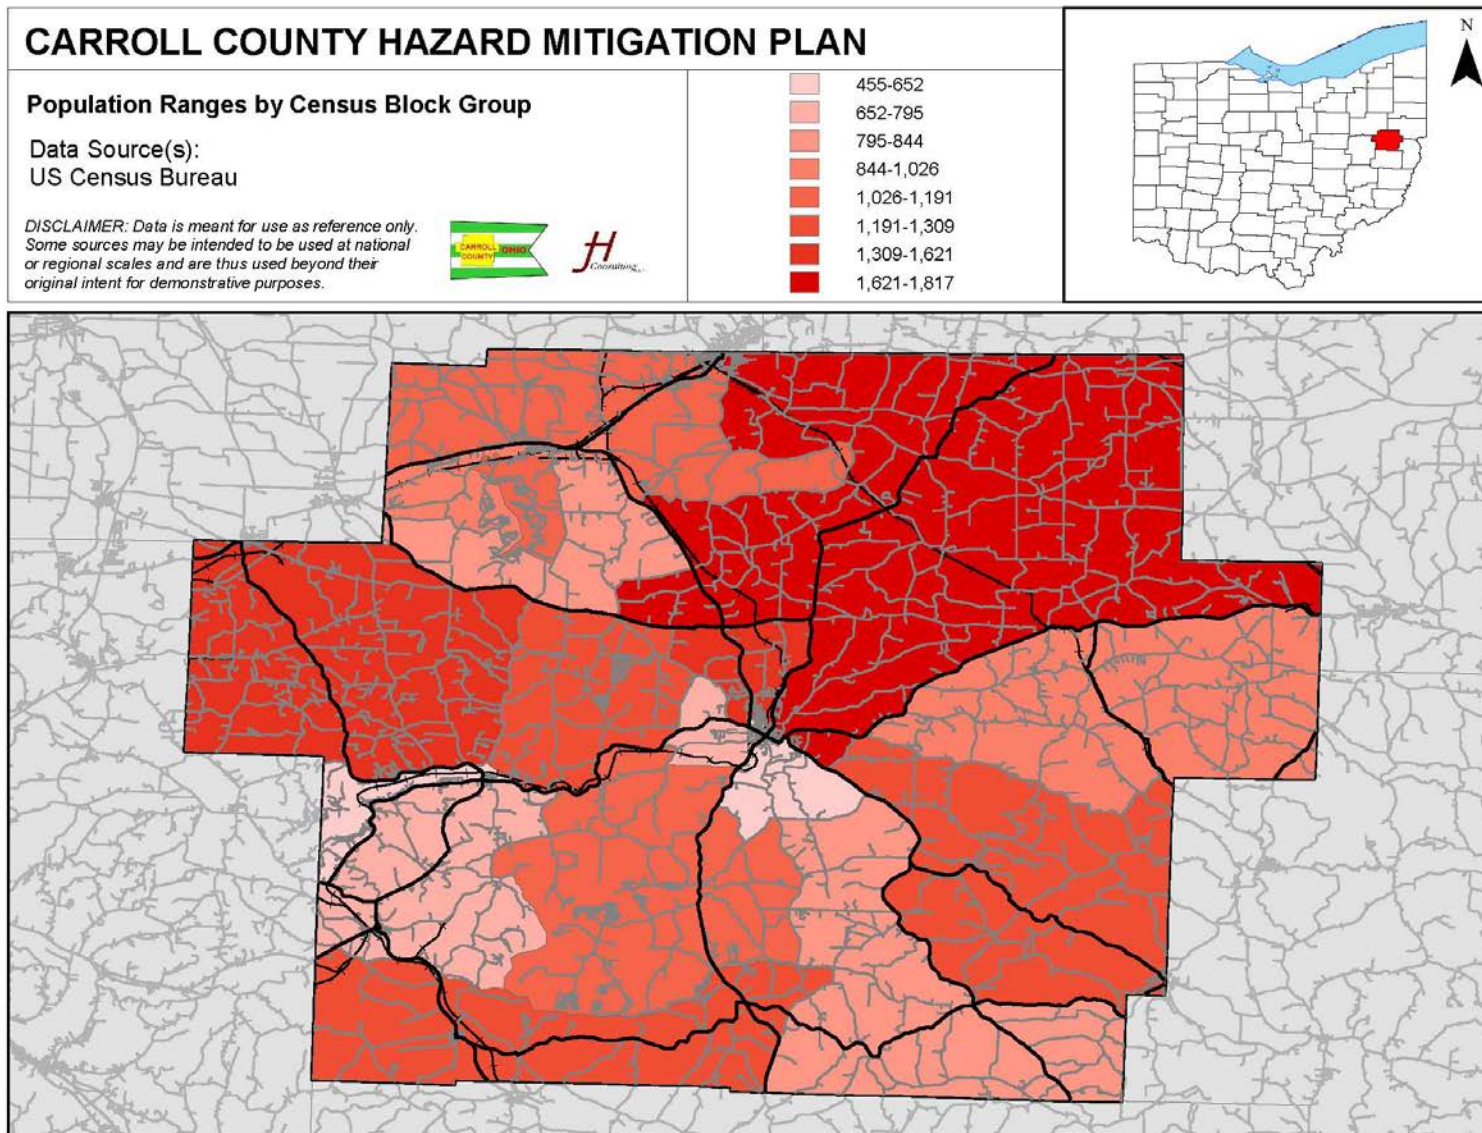 CARROLL COUNTY HAZARD MITIGATION PLAN
Population Ranges by Census Block Group
Data Source(s):
US Census Bureau
DISCLAIMER: Data is meant for use as reference only.
Some sources may be intended to be used at national
or regional scales and are thus used beyond their
original intent for demonstrative purposes.
CARROLL
COUNTY
OHIO
JH
Consulting
455-652
652-795
795-844
844-1,026
1,026-1,191
1,191-1,309
1,309-1,621
1,621-1,817
N